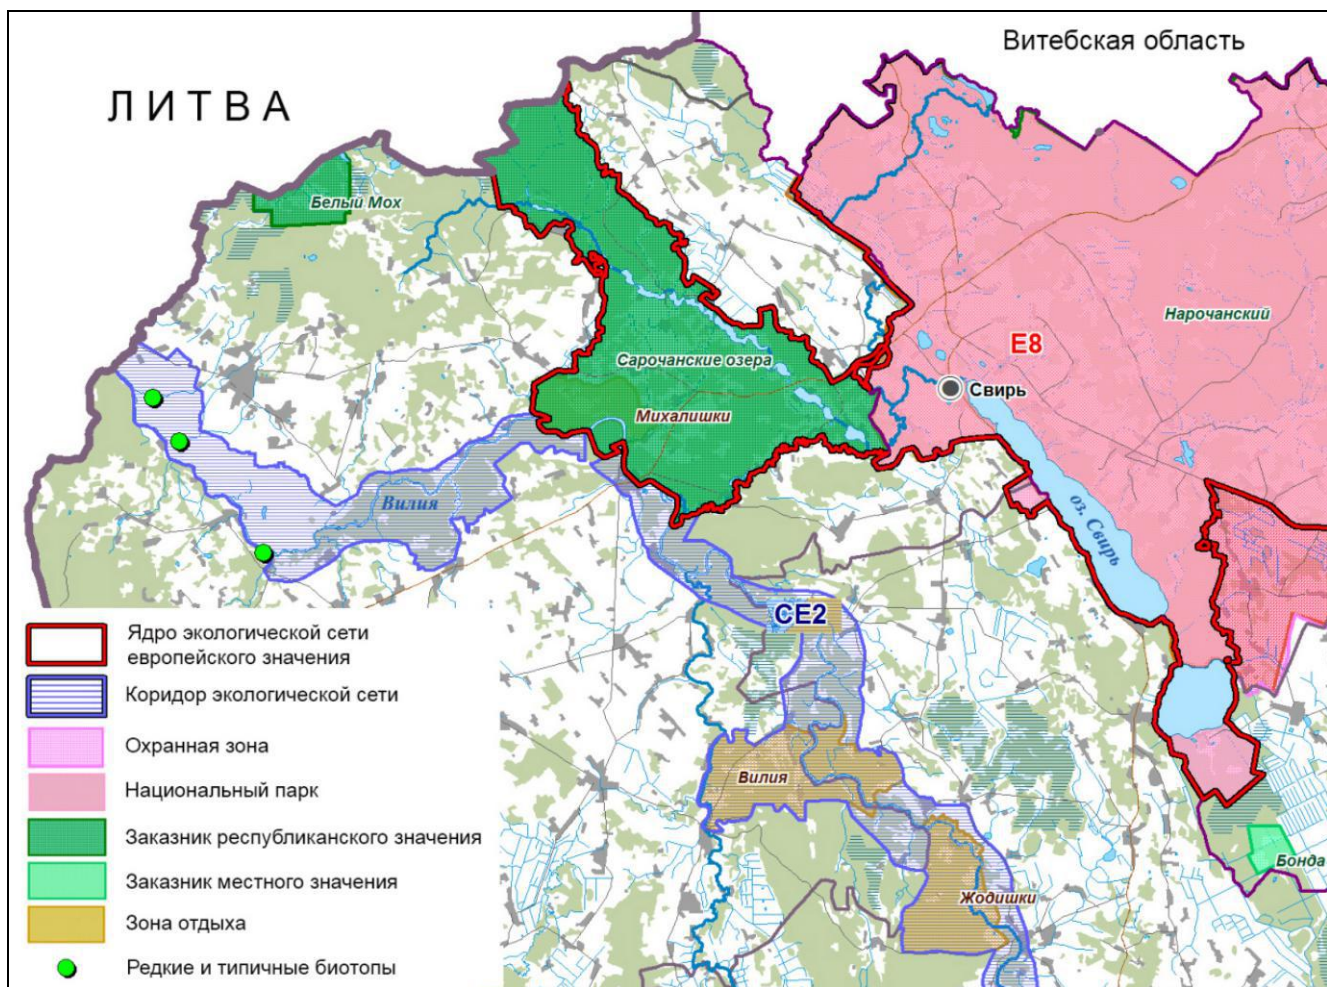 Витебская область
ЛИТВА
Белый Мох
Нарочанский
E8
Сарочанские озера
Свирь
Михалишки
Вилия
оз. Свирь
CE2
Ядро экологической сети
европейского значения
Коридор экологической сети
Охранная зона
Национальный парк
Вилия
Заказник республиканского значения
Бонда
Заказник местного значения
Жодишки
Зона отдыха
Редкие и типичные биотопы